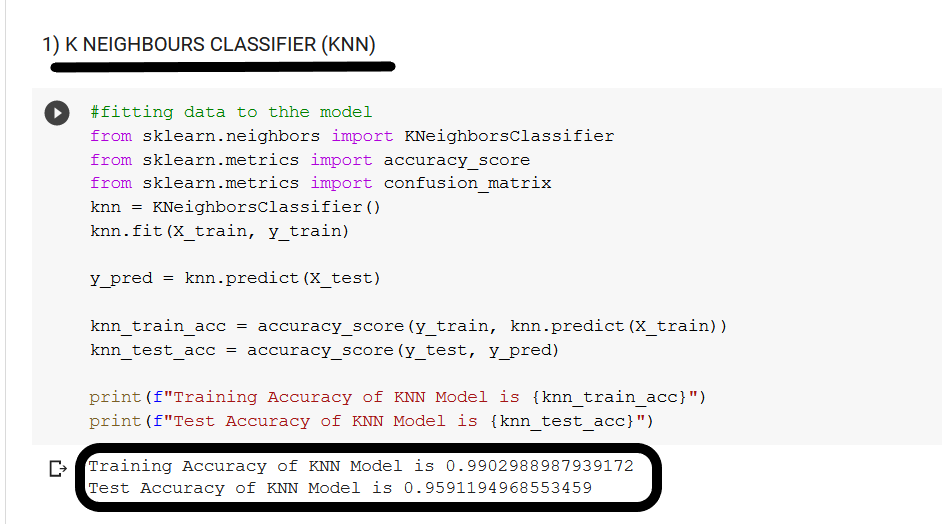 1) K NEIGHBOURS CLASSIFIER (KNN)
#fitting data to thhe model
from sklearn.neighbors import KNeighborsClassifier
from sklearn.metrics import accuracy_score
from sklearn.metrics import confusion_matrix
knn = KNeighborsClassifier()
knn.fit(X_train, y_train)
y_pred = knn.predict(X_test)
knn_train_acc = accuracy_score(y_train, knn.predict(X_train))
knn_test_acc = accuracy_score(y_test, y_pred)
print(f"Training Accuracy of KNN Model is {knn_train_acc}")
print(f"Test Accuracy of KNN Model is {knn_test_acc}")
Training Accuracy of KNN Model is 0.9902988987939172
Test Accuracy of KNN Model is 0.9591194968553459